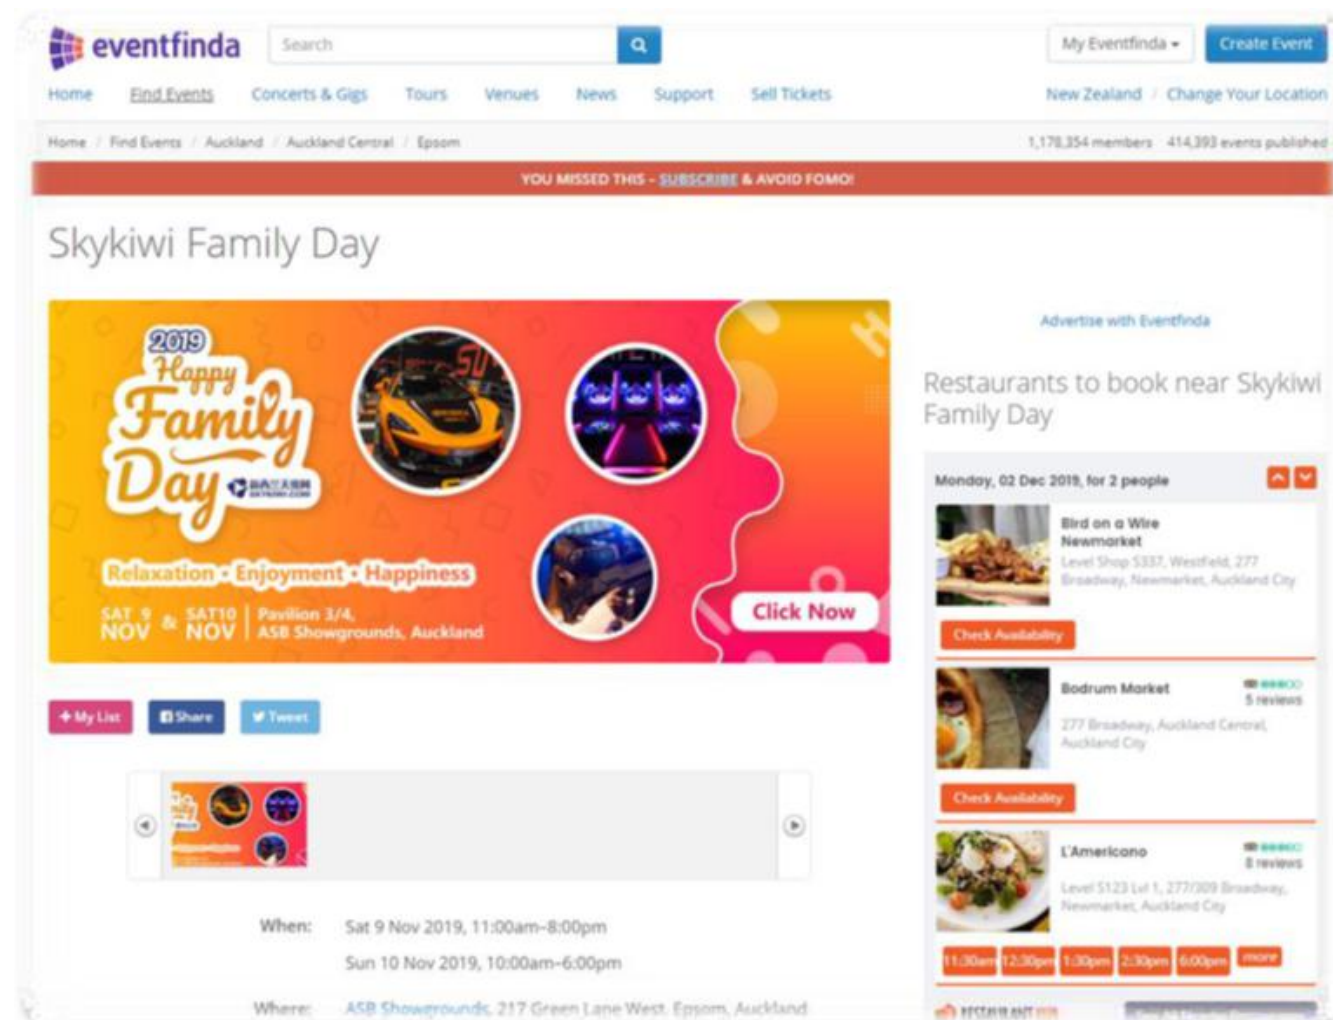 eventfinda
Search
My Eventfinda
Create Event
Home Find Events Concerts & Gigs Tours Venues News Support Sell Tickets
New Zealand / Change Your Location
Home / Find Events / Auckland / Auckland Central / Epsom
1,178,354 members 414,393 events published
YOU MISSED THIS - SUBSCRIBE & AVOID FOMO!
Skykiwi Family Day
2019
Happy
Family
Day
SKYKIWI.COM
Relaxation • Enjoyment • Happiness
SAT 9 NOV & SAT10 NOV
Pavilion 3/4,
ASB Showgrounds, Auckland
Click Now
+ My List
Share
Tweet
When: Sat 9 Nov 2019, 11:00am–8:00pm
Sun 10 Nov 2019, 10:00am–6:00pm
Where: ASB Showgrounds, 217 Green Lane West, Epsom, Auckland
Advertise with Eventfinda
Restaurants to book near Skykiwi
Family Day
Monday, 02 Dec 2019, for 2 people
Bird on a Wire
Newmarket
Level Shop S337, Westfield, 277
Broadway, Newmarket, Auckland City
Check Availability
Bodrum Market
5 reviews
277 Broadway, Auckland Central,
Auckland City
Check Availability
L'Americano
8 reviews
Level S123 Lvl 1, 277/309 Broadway,
Newmarket, Auckland City
11:30am 12:30pm 1:30pm 2:30pm 6:00pm more